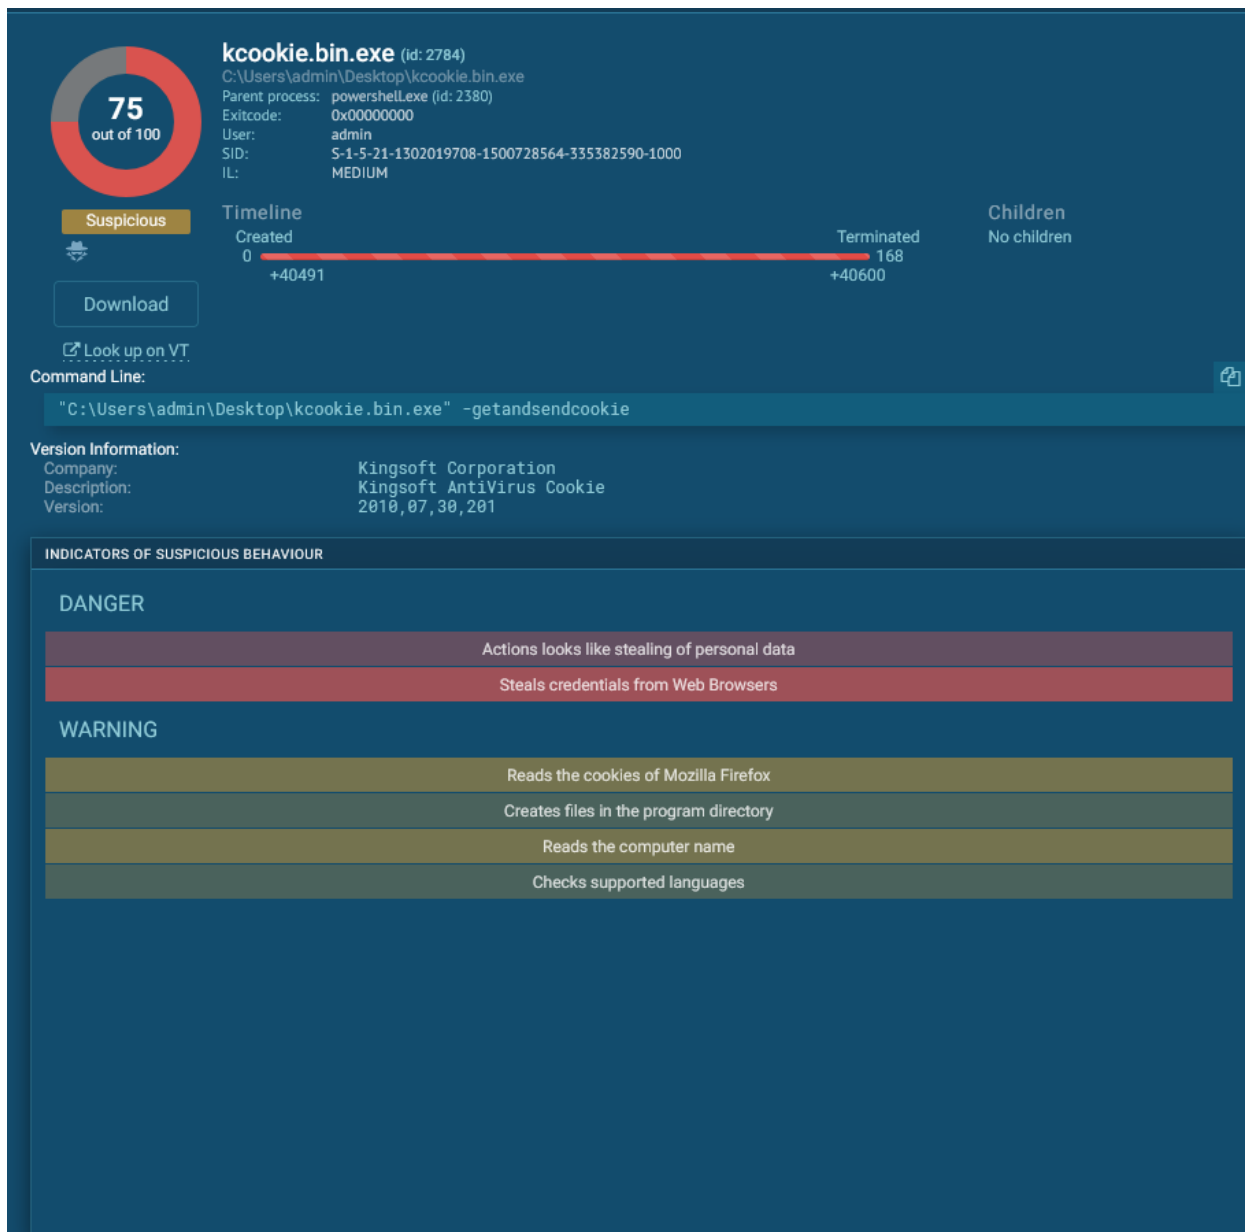 kcookie.bin.exe (id: 2784)
C:\Users\admin\Desktop\kcookie.bin.exe
75
out of 100
Parent process: powershell.exe (id: 2380)
Exitcode: 0x00000000
User: admin
SID: S-1-5-21-1302019708-1500728564-335382590-1000
IL: MEDIUM
Suspicious
Timeline
Children
Created
Terminated
No children
0
168
+40491
+40600
Download
Look up on VT
Command Line:
"C:\Users\admin\Desktop\kcookie.bin.exe" -getandsendcookie
Version Information:
Company: Kingsoft Corporation
Description: Kingsoft AntiVirus Cookie
Version: 2010,07,30,201
INDICATORS OF SUSPICIOUS BEHAVIOUR
DANGER
Actions looks like stealing of personal data
Steals credentials from Web Browsers
WARNING
Reads the cookies of Mozilla Firefox
Creates files in the program directory
Reads the computer name
Checks supported languages